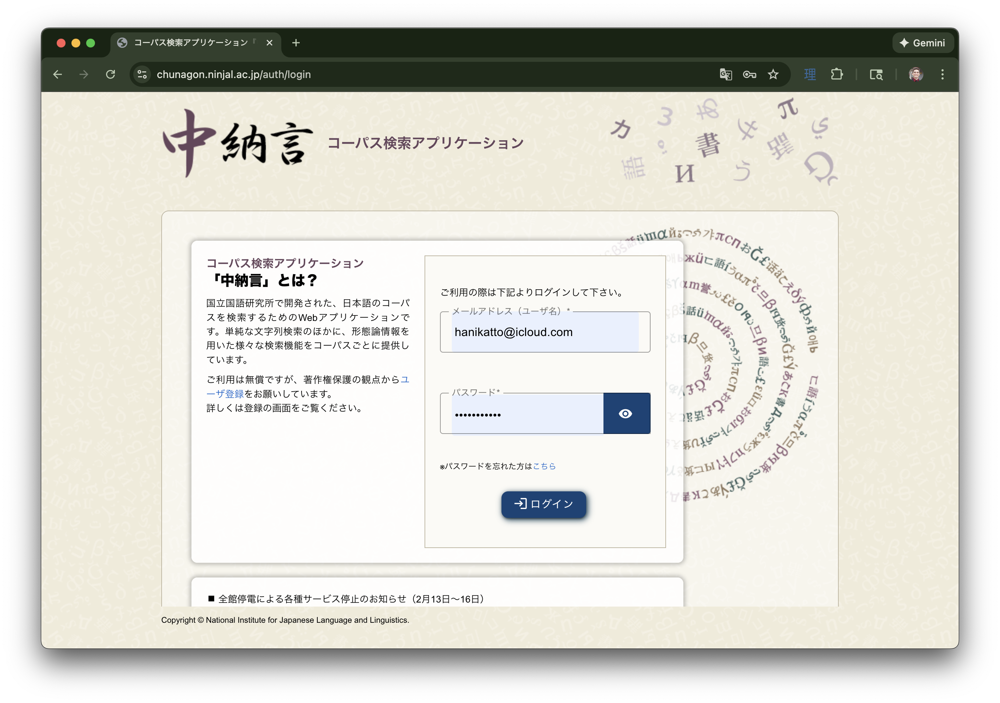 コーパス検索アプリケーション『
Gemini
chunagon.ninjal.ac.jp/auth/login
理
中納言
コーパス検索アプリケーション
コーパス検索アプリケーション
「中納言」とは？
国立国語研究所で開発された、日本語のコーパ
スを検索するためのWebアプリケーションで
す。単純な文字列検索のほかに、形態論情報を
用いた様々な検索機能をコーパスごとに提供し
ています。
ご利用は無償ですが、著作権保護の観点からユ
ーザ登録をお願いしています。
詳しくは登録の画面をご覧ください。
ご利用の際は下記よりログインして下さい。
メールアドレス（ユーザ名）*
hanikatto@icloud.com
パスワード*
•••••••••••
※パスワードを忘れた方はこちら
ログイン
■ 全館停電による各種サービス停止のお知らせ（2月13日～16日）
Copyright © National Institute for Japanese Language and Linguistics.